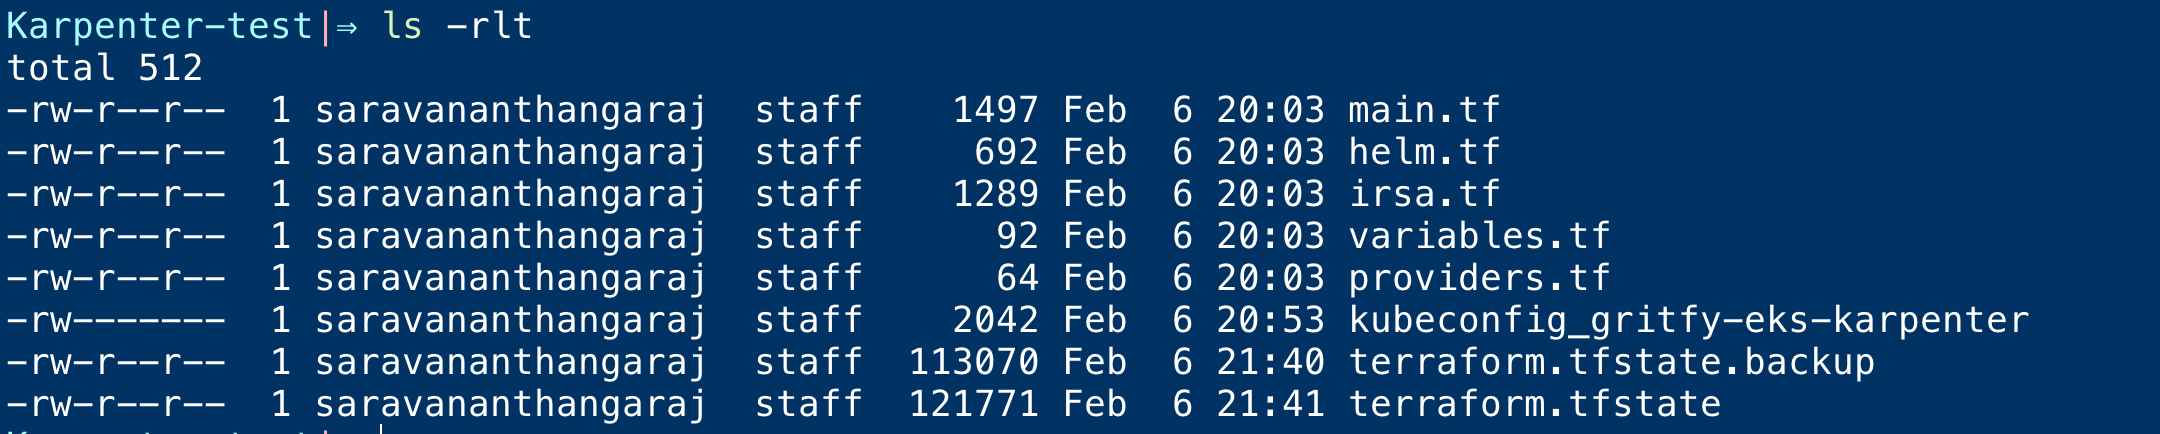 Karpenter-test|⇒ ls -rlt
total 512
-rw-r--r--  1 saravananthangaraj  staff    1497 Feb  6 20:03 main.tf
-rw-r--r--  1 saravananthangaraj  staff     692 Feb  6 20:03 helm.tf
-rw-r--r--  1 saravananthangaraj  staff    1289 Feb  6 20:03 irsa.tf
-rw-r--r--  1 saravananthangaraj  staff      92 Feb  6 20:03 variables.tf
-rw-r--r--  1 saravananthangaraj  staff      64 Feb  6 20:03 providers.tf
-rw-------  1 saravananthangaraj  staff    2042 Feb  6 20:53 kubeconfig_gritfy-eks-karpenter
-rw-r--r--  1 saravananthangaraj  staff  113070 Feb  6 21:40 terraform.tfstate.backup
-rw-r--r--  1 saravananthangaraj  staff  121771 Feb  6 21:41 terraform.tfstate